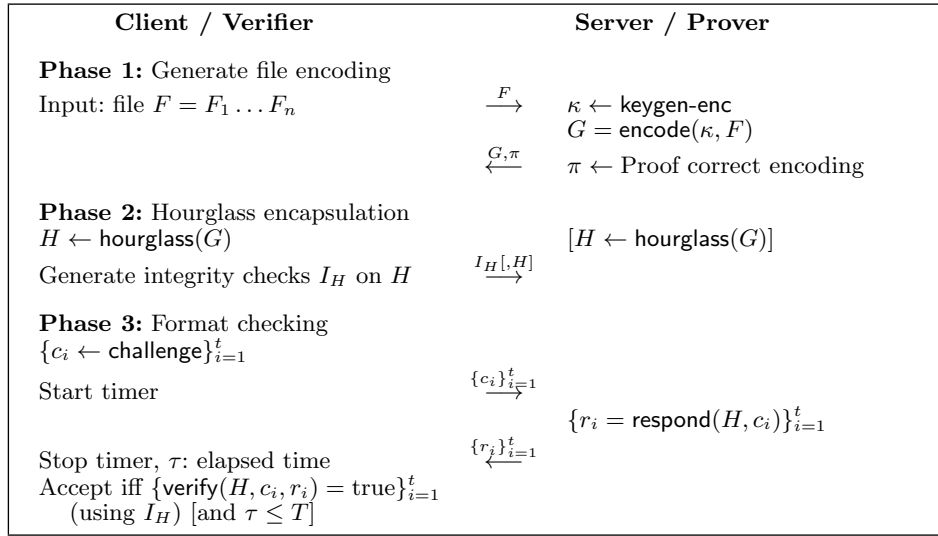 Client / Verifier Server / Prover
Phase 1: Generate file encoding
Input: file F = F₁ … Fₙ F⟶ κ ← keygen-enc
G = encode(κ, F)
G,π⟵ π ← Proof correct encoding
Phase 2: Hourglass encapsulation
H ← hourglass(G) [H ← hourglass(G)]
Generate integrity checks I_H on H I_H[,H]⟶
Phase 3: Format checking
{cᵢ ← challenge}ᵗᵢ₌₁
Start timer {cᵢ}ᵗᵢ₌₁⟶
{rᵢ = respond(H, cᵢ)}ᵗᵢ₌₁
Stop timer, τ: elapsed time {rᵢ}ᵗᵢ₌₁⟵
Accept iff {verify(H, cᵢ, rᵢ) = true}ᵗᵢ₌₁
(using I_H) [and τ ≤ T]